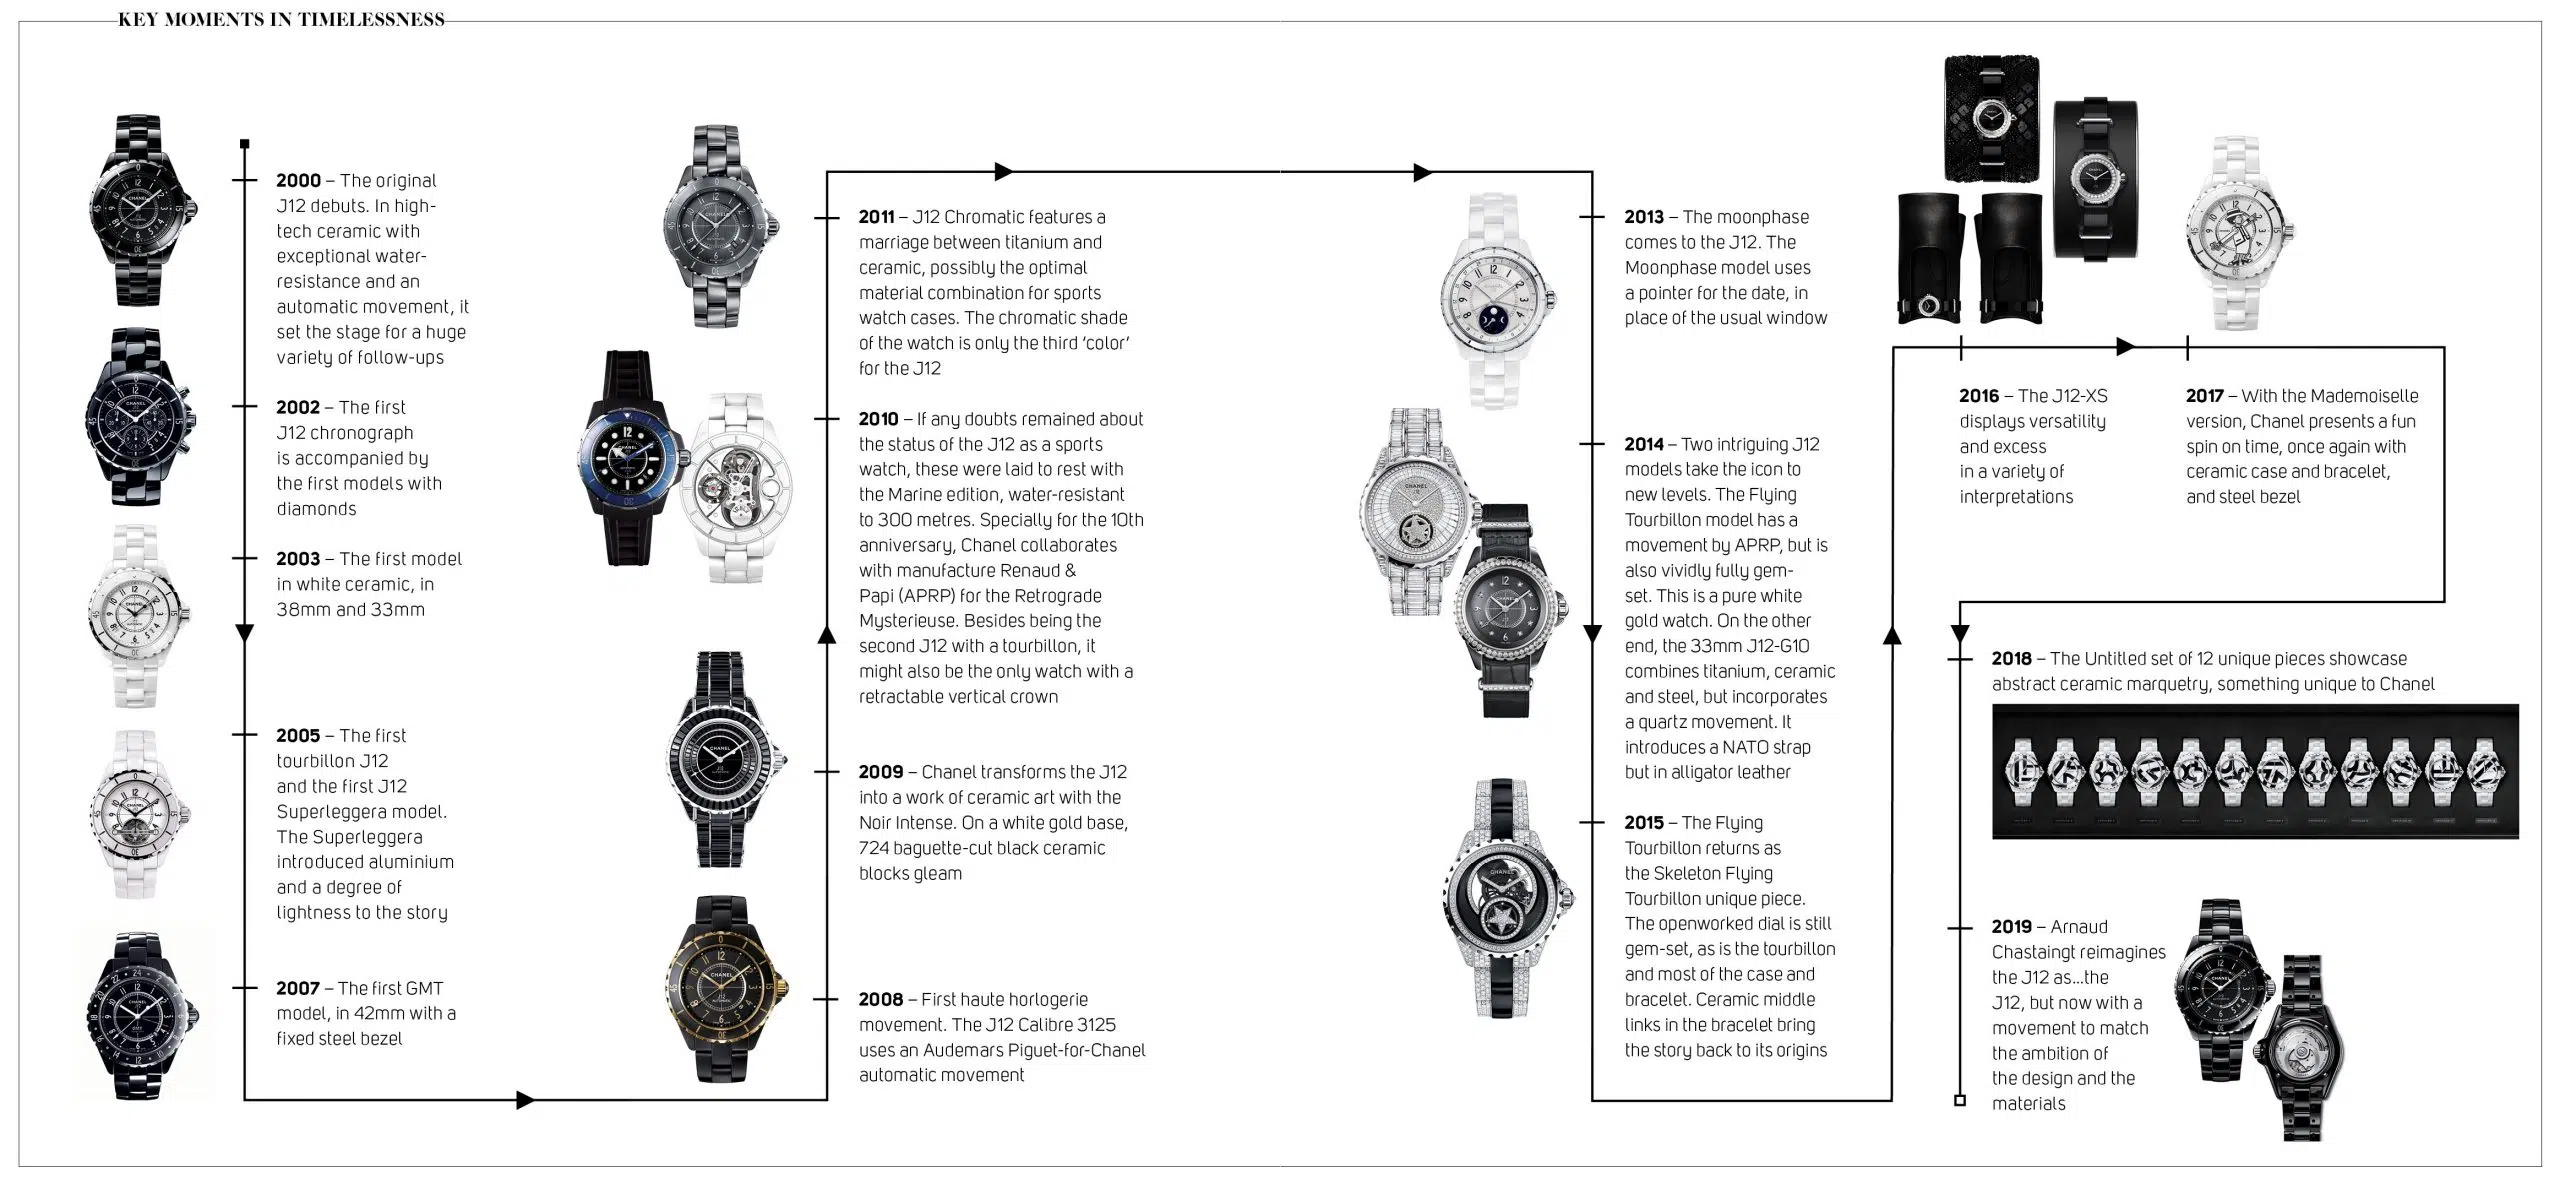 KEY MOMENTS IN TIMELESSNESS
2000 – The original
J12 debuts. In high-
tech ceramic with
exceptional water-
resistance and an
automatic movement, it
set the stage for a huge
variety of follow-ups
2002 – The first
J12 chronograph
is accompanied by
the first models with
diamonds
2003 – The first model
in white ceramic, in
38mm and 33mm
2005 – The first
tourbillon J12
and the first J12
Superleggera model.
The Superleggera
introduced aluminium
and a degree of
lightness to the story
2007 – The first GMT
model, in 42mm with a
fixed steel bezel
2008 – First haute horlogerie
movement. The J12 Calibre 3125
uses an Audemars Piguet-for-Chanel
automatic movement
2009 – Chanel transforms the J12
into a work of ceramic art with the
Noir Intense. On a white gold base,
724 baguette-cut black ceramic
blocks gleam
2010 – If any doubts remained about
the status of the J12 as a sports
watch, these were laid to rest with
the Marine edition, water-resistant
to 300 metres. Specially for the 10th
anniversary, Chanel collaborates
with manufacture Renaud &
Papi (APRP) for the Retrograde
Mysterieuse. Besides being the
second J12 with a tourbillon, it
might also be the only watch with a
retractable vertical crown
2011 – J12 Chromatic features a
marriage between titanium and
ceramic, possibly the optimal
material combination for sports
watch cases. The chromatic shade
of the watch is only the third ‘color’
for the J12
2013 – The moonphase
comes to the J12. The
Moonphase model uses
a pointer for the date, in
place of the usual window
2014 – Two intriguing J12
models take the icon to
new levels. The Flying
Tourbillon model has a
movement by APRP, but is
also vividly fully gem-
set. This is a pure white
gold watch. On the other
end, the 33mm J12-G10
combines titanium, ceramic
and steel, but incorporates
a quartz movement. It
introduces a NATO strap
but in alligator leather
2015 – The Flying
Tourbillon returns as
the Skeleton Flying
Tourbillon unique piece.
The openworked dial is still
gem-set, as is the tourbillon
and most of the case and
bracelet. Ceramic middle
links in the bracelet bring
the story back to its origins
2016 – The J12-XS
displays versatility
and excess
in a variety of
interpretations
2017 – With the Mademoiselle
version, Chanel presents a fun
spin on time, once again with
ceramic case and bracelet,
and steel bezel
2018 – The Untitled set of 12 unique pieces showcase
abstract ceramic marquetry, something unique to Chanel
2019 – Arnaud
Chastaingt reimagines
the J12 as...the
J12, but now with a
movement to match
the ambition of
the design and the
materials